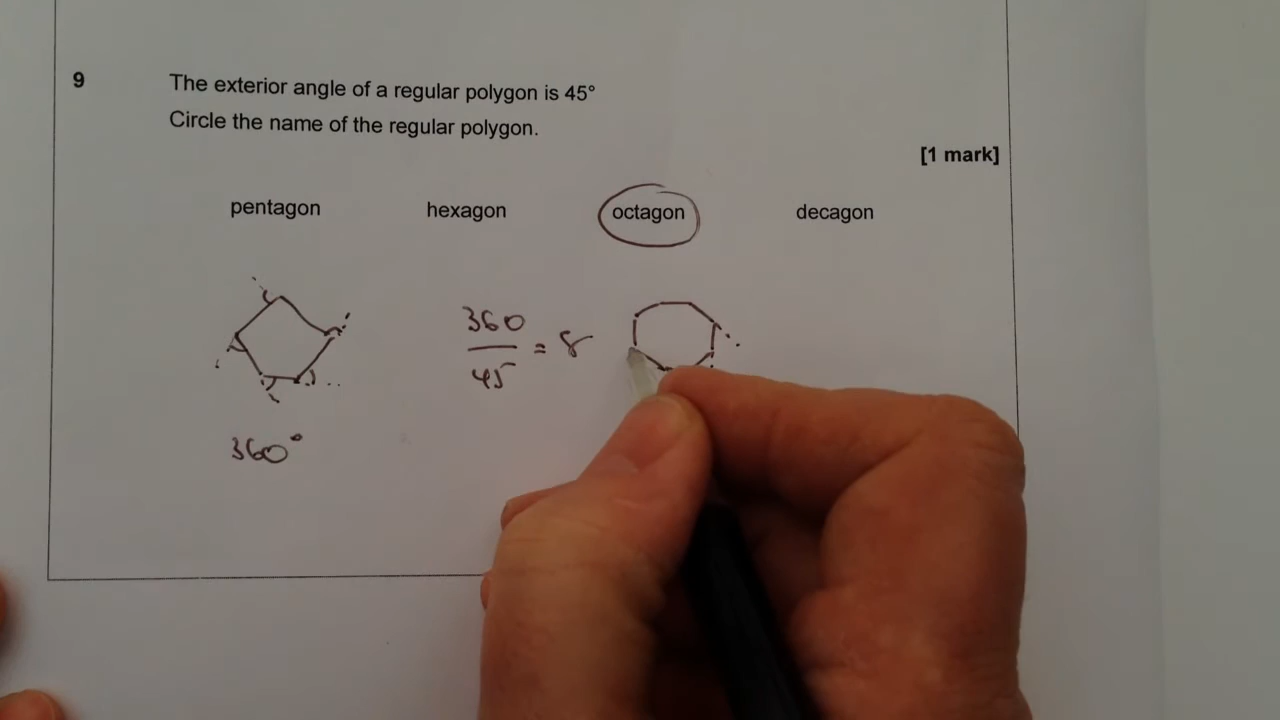 9 The exterior angle of a regular polygon is 45°
Circle the name of the regular polygon.
[1 mark]
pentagon hexagon octagon decagon
360
45
= 8
360°